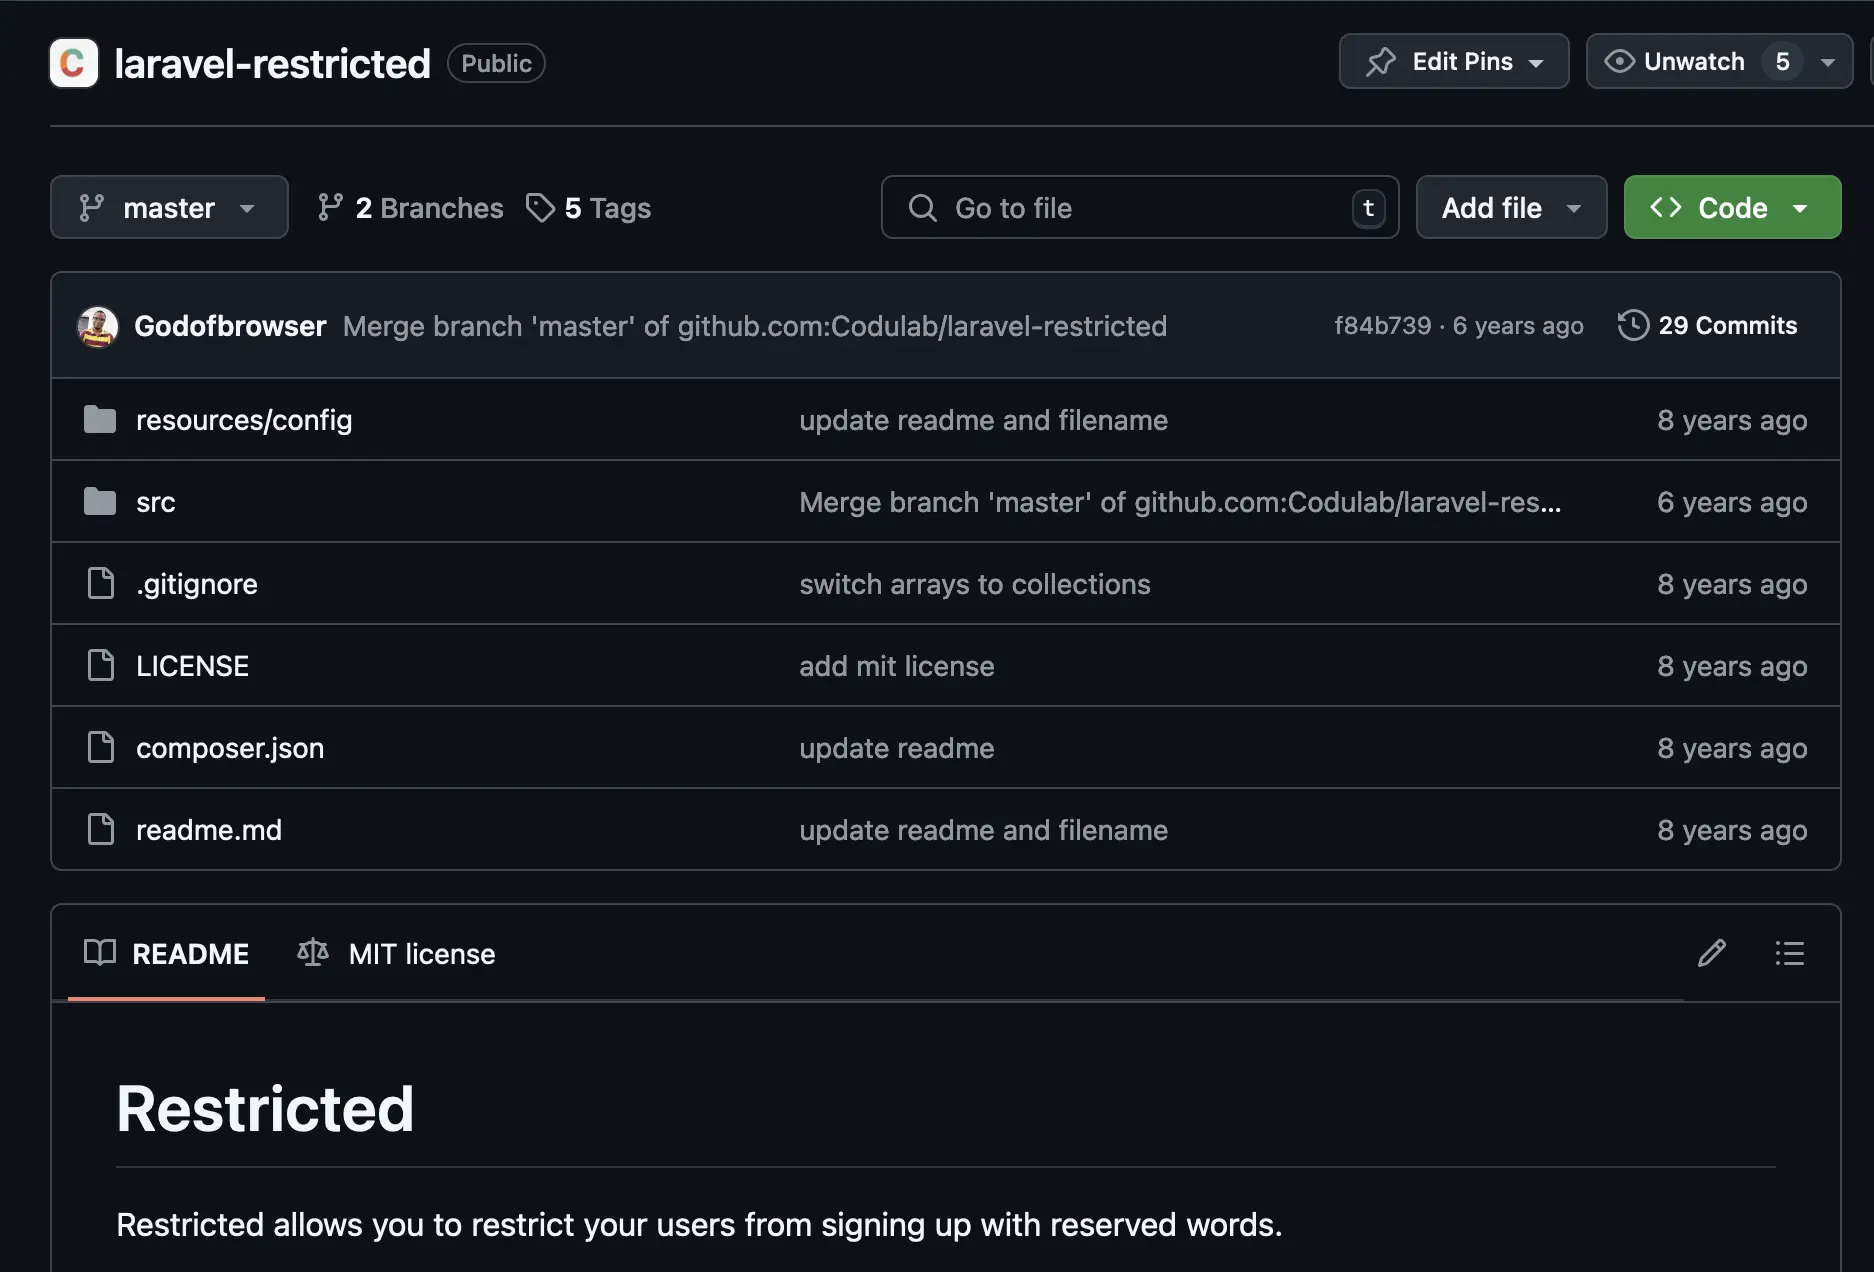 C laravel-restricted Public Edit Pins Unwatch 5
master 2 Branches 5 Tags Go to file t Add file <> Code
Godofbrowser Merge branch 'master' of github.com:Codulab/laravel-restricted f84b739 · 6 years ago 29 Commits
resources/config update readme and filename 8 years ago
src Merge branch 'master' of github.com:Codulab/laravel-res... 6 years ago
.gitignore switch arrays to collections 8 years ago
LICENSE add mit license 8 years ago
composer.json update readme 8 years ago
readme.md update readme and filename 8 years ago
README MIT license
Restricted
Restricted allows you to restrict your users from signing up with reserved words.